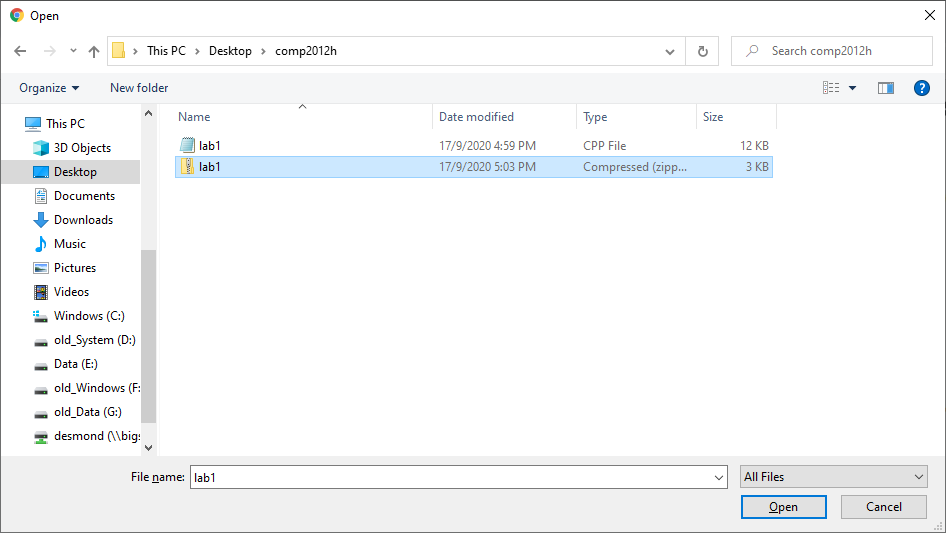 Open
This PC > Desktop > comp2012h
Search comp2012h
Organize
New folder
?
This PC
3D Objects
Desktop
Documents
Downloads
Music
Pictures
Videos
Windows (C:)
old_System (D:)
Data (E:)
old_Windows (F:
old_Data (G:)
desmond (\\big
Name Date modified Type Size
lab1 17/9/2020 4:59 PM CPP File 12 KB
lab1 17/9/2020 5:03 PM Compressed (zipp... 3 KB
File name: lab1 All Files
Open Cancel